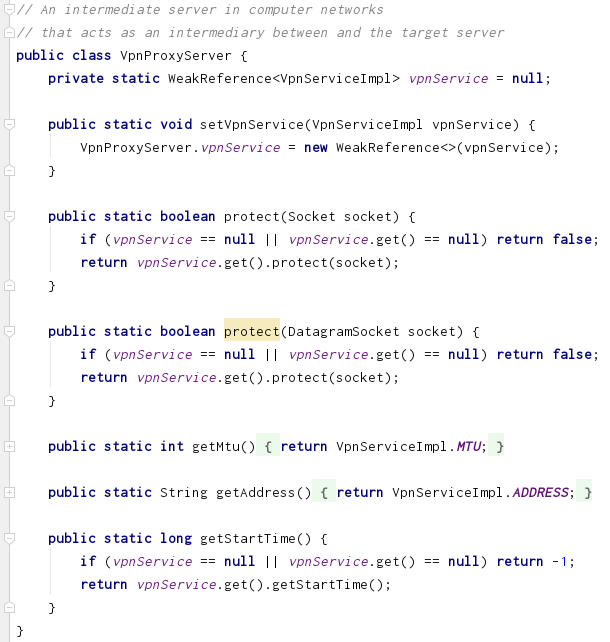 // An intermediate server in computer networks
// that acts as an intermediary between and the target server
public class VpnProxyServer {
    private static WeakReference<VpnServiceImpl> vpnService = null;
    public static void setVpnService(VpnServiceImpl vpnService) {
        VpnProxyServer.vpnService = new WeakReference<>(vpnService);
    }
    public static boolean protect(Socket socket) {
        if (vpnService == null || vpnService.get() == null) return false;
        return vpnService.get().protect(socket);
    }
    public static boolean protect(DatagramSocket socket) {
        if (vpnService == null || vpnService.get() == null) return false;
        return vpnService.get().protect(socket);
    }
    public static int getMtu() { return VpnServiceImpl.MTU; }
    public static String getAddress() { return VpnServiceImpl.ADDRESS; }
    public static long getStartTime() {
        if (vpnService == null || vpnService.get() == null) return -1;
        return vpnService.get().getStartTime();
    }
}